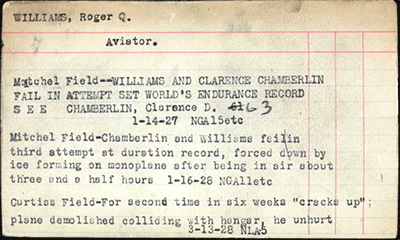 WILLIAMS, Roger Q.
Aviator.
Mitchel Field--WILLIAMS AND CLARENCE CHAMBERLIN
FAIL IN ATTEMPT SET WORLD'S ENDURANCE RECORD
S E E CHAMBERLIN, Clarence D. 61 63
1-14-27 NGA15etc
Mitchel Field-Chamberlin and Williams failin
third attempt at duration record, forced down by
ice forming on monoplane after being in air about
three and a half hours 1-16-28 NGA11etc
Curtiss Field-For second time in six weeks "cracks up";
plane demolished colliding with hangar, he unhurt
3-13-28 NLA5